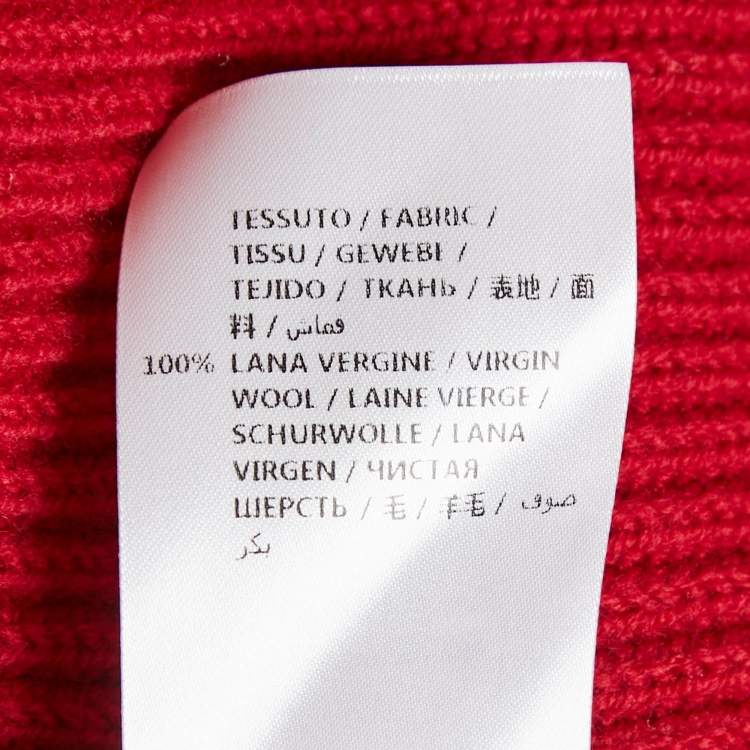 TESSUTO / FABRIC /
TISSU / GEWEBE /
TEJIDO / ТКАНЬ / 表地 / 面
料 / قماش
100% LANA VERGINE / VIRGIN
WOOL / LAINE VIERGE /
SCHURWOLLE / LANA
VIRGEN / ЧИСТАЯ
ШЕРСТЬ / 毛 / 羊毛 / صوف
بكر